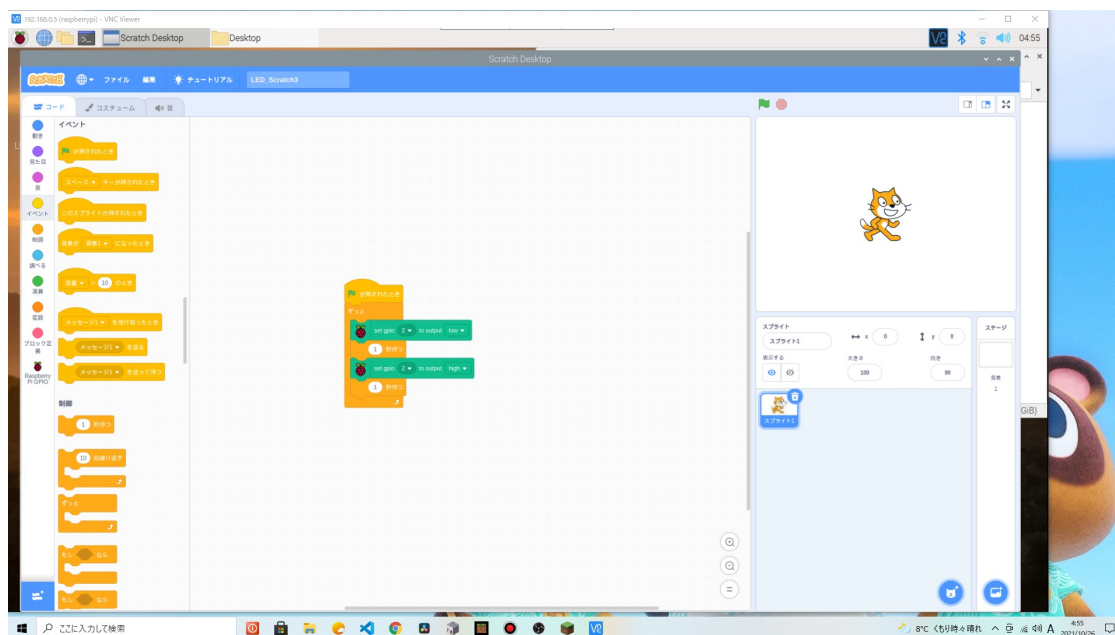 192.168.0.5 (raspberrypi) - VNC Viewer
Scratch Desktop
Desktop
04:55
Scratch Desktop
SCRATCH
ファイル
編集
チュートリアル
LED_Scratch3
コード
コスチューム
音
動き
見た目
音
イベント
制御
調べる
演算
変数
ブロック定義
Raspberry
Pi GPIO
イベント
が押されたとき
スペース キーが押されたとき
このスプライトが押されたとき
背景が 背景1 になったとき
音量 > 10 のとき
メッセージ1 を受け取ったとき
メッセージ1 を送る
メッセージ1 を送って待つ
制御
1 秒待つ
10 回繰り返す
ずっと
もし なら
もし なら
が押されたとき
ずっと
set gpio 2 to output low
1 秒待つ
set gpio 2 to output high
1 秒待つ
スプライト
スプライト1
x 0
y 0
表示する
大きさ
100
向き
90
スプライト1
ステージ
背景
1
GiB)
ここに入力して検索
8°C くもり時々晴れ
A
4:55
2021/10/26